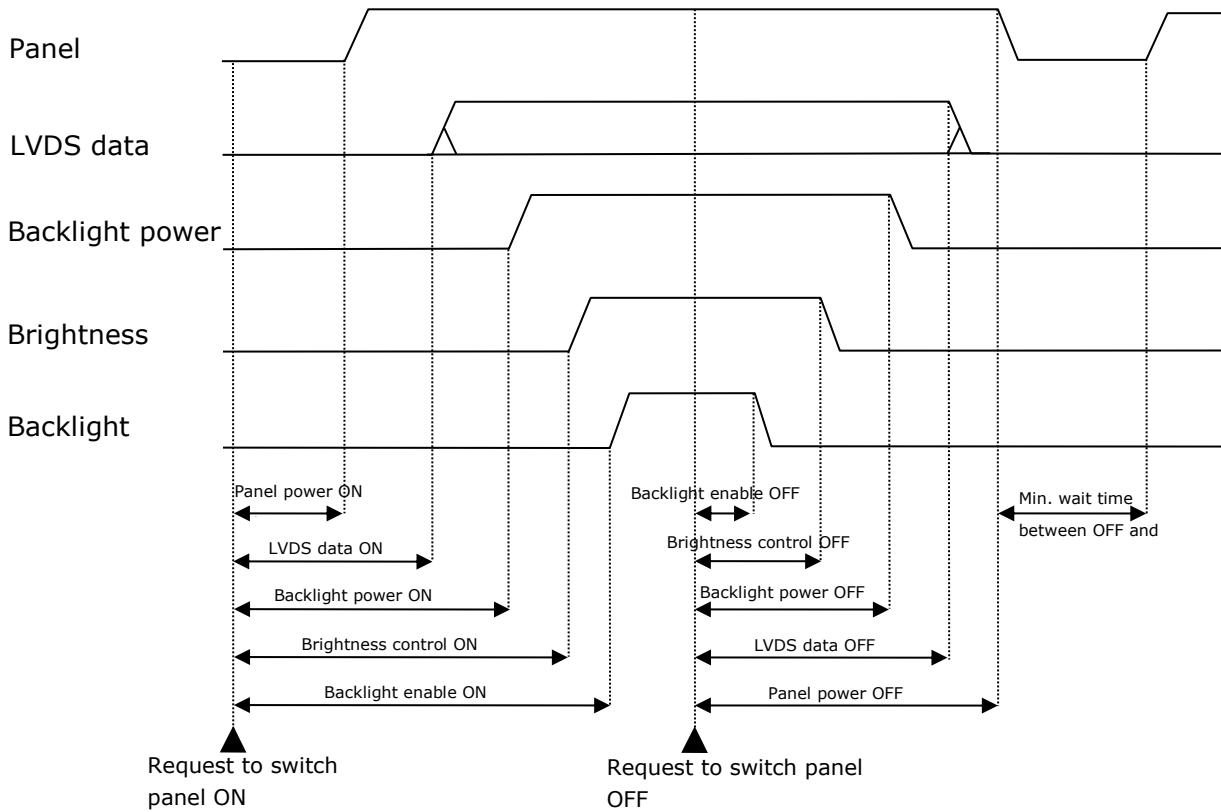 Panel
LVDS data
Backlight power
Brightness
Backlight
Panel power ON
Backlight enable OFF
Min. wait time
between OFF and
LVDS data ON
Brightness control OFF
Backlight power ON
Backlight power OFF
Brightness control ON
LVDS data OFF
Backlight enable ON
Panel power OFF
Request to switch
panel ON
Request to switch panel
OFF